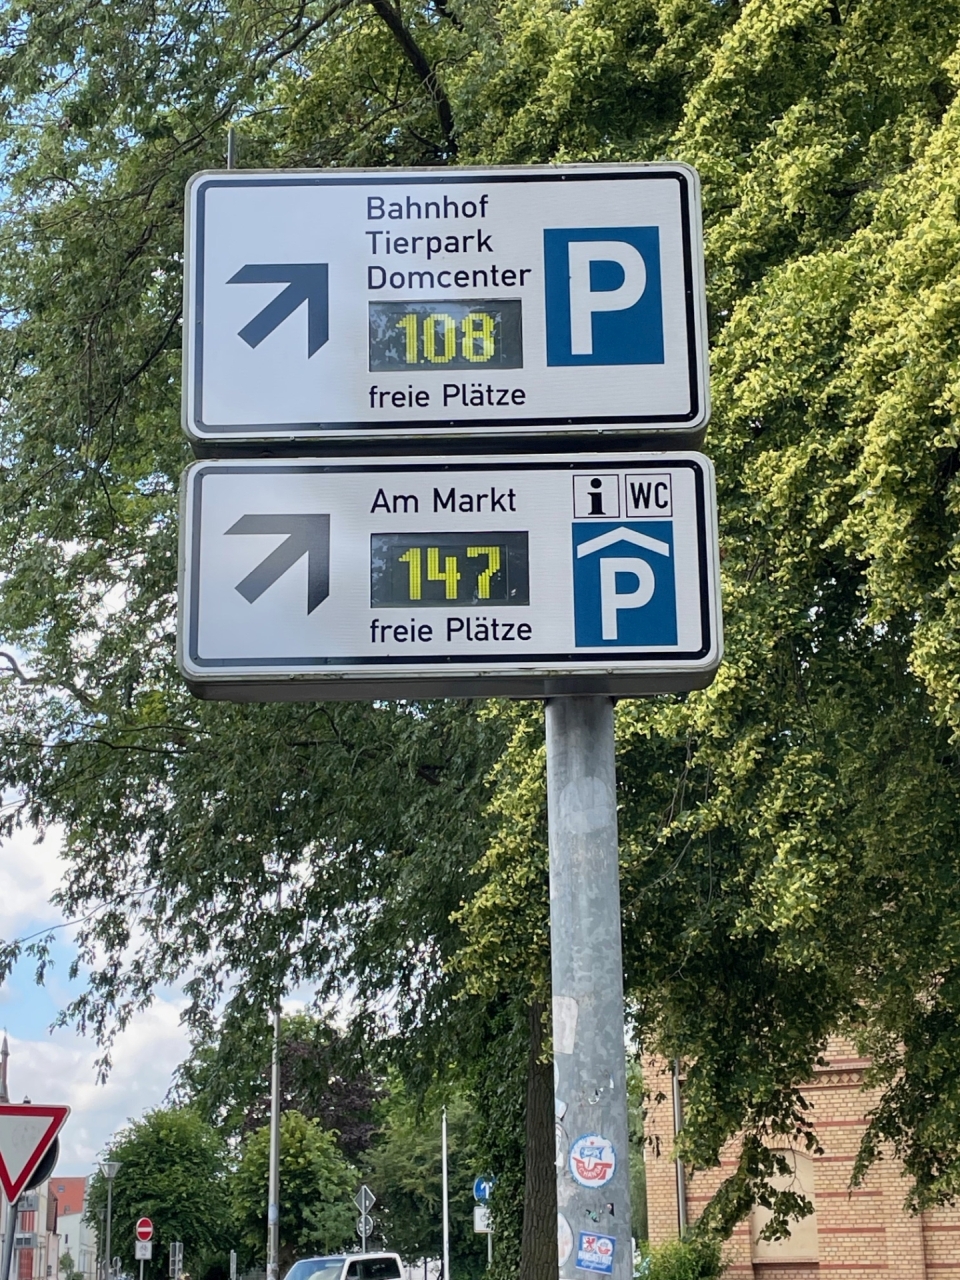 Bahnhof
Tierpark
Domcenter
108
freie Plätze
P
Am Markt
147
freie Plätze
i WC
P